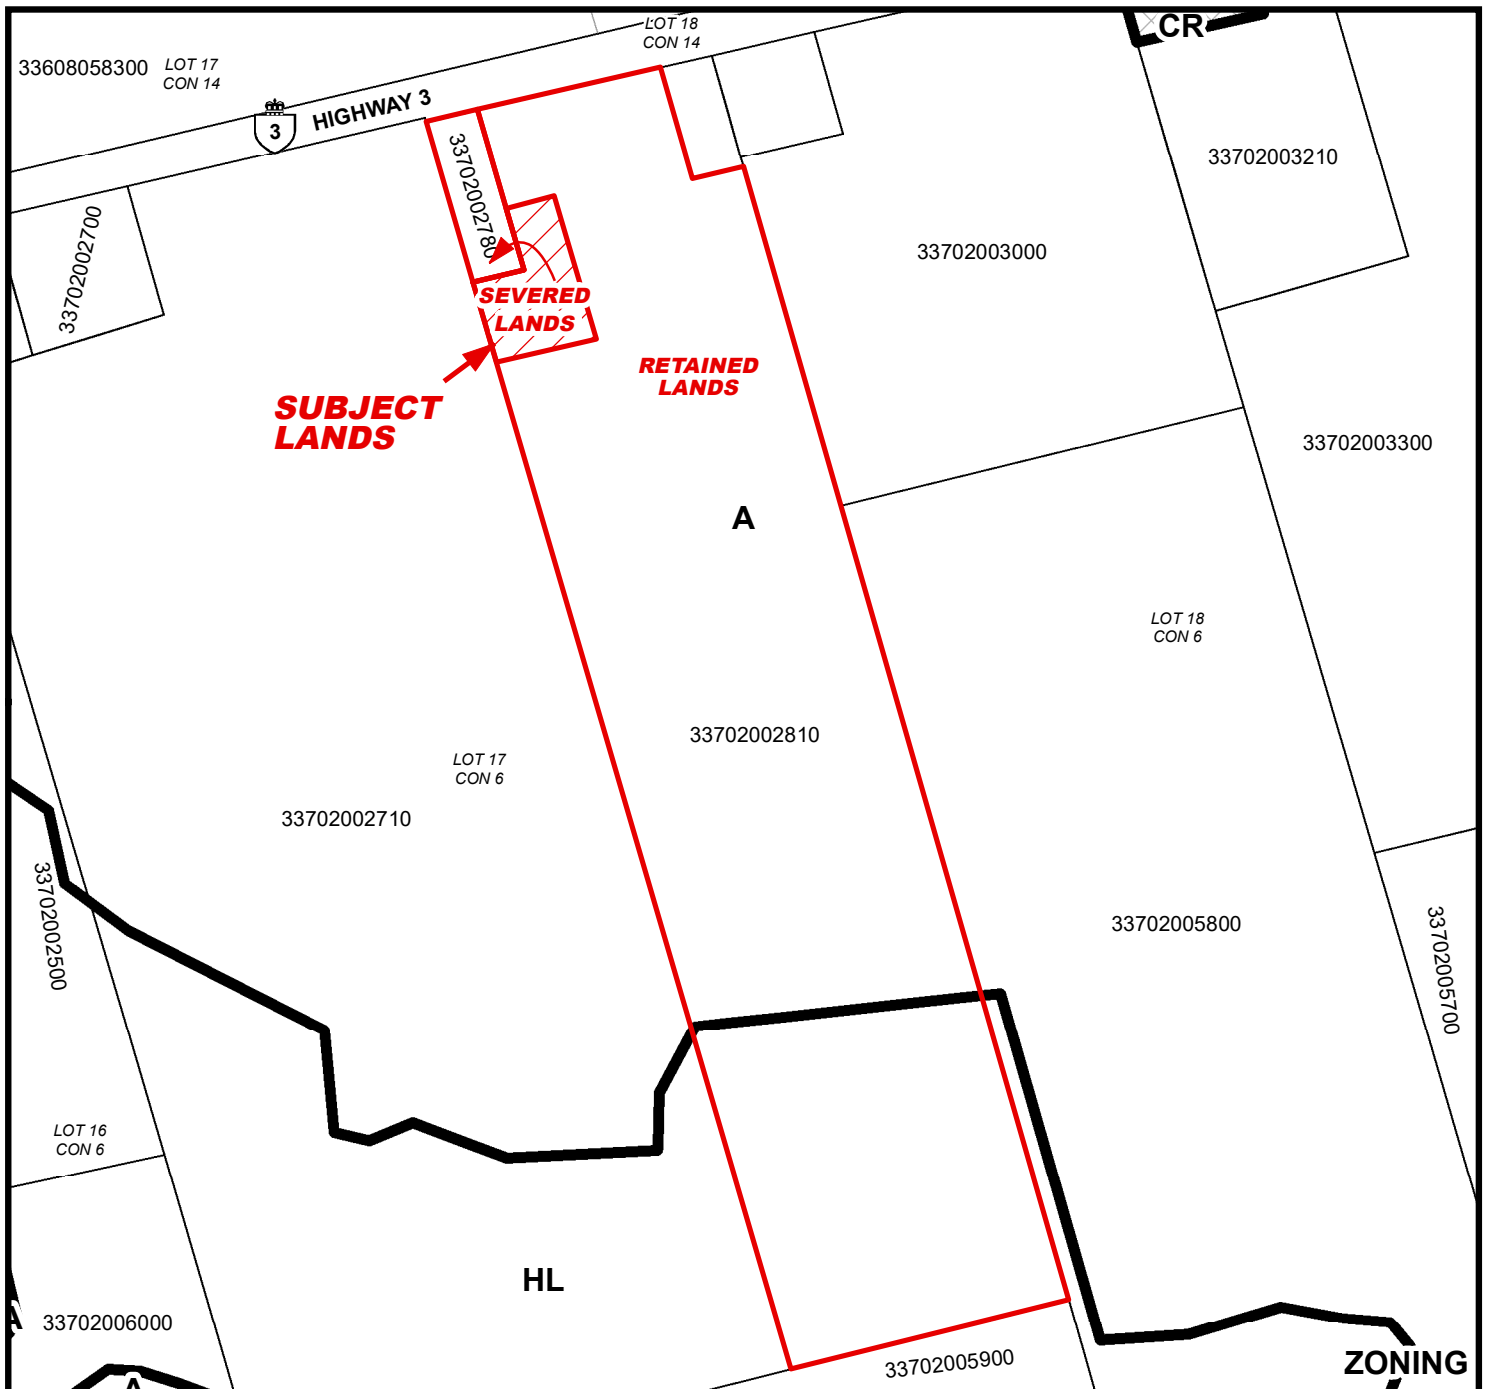 LOT 18
CON 14
CR
33608058300
LOT 17
CON 14
3
HIGHWAY 3
33702002780
33702003210
33702002700
33702003000
SEVERED
LANDS
RETAINED
LANDS
SUBJECT
LANDS
33702003300
A
LOT 18
CON 6
33702002810
LOT 17
CON 6
33702002710
33702002500
33702005800
33702005700
LOT 16
CON 6
HL
A
33702006000
33702005900
ZONING
A